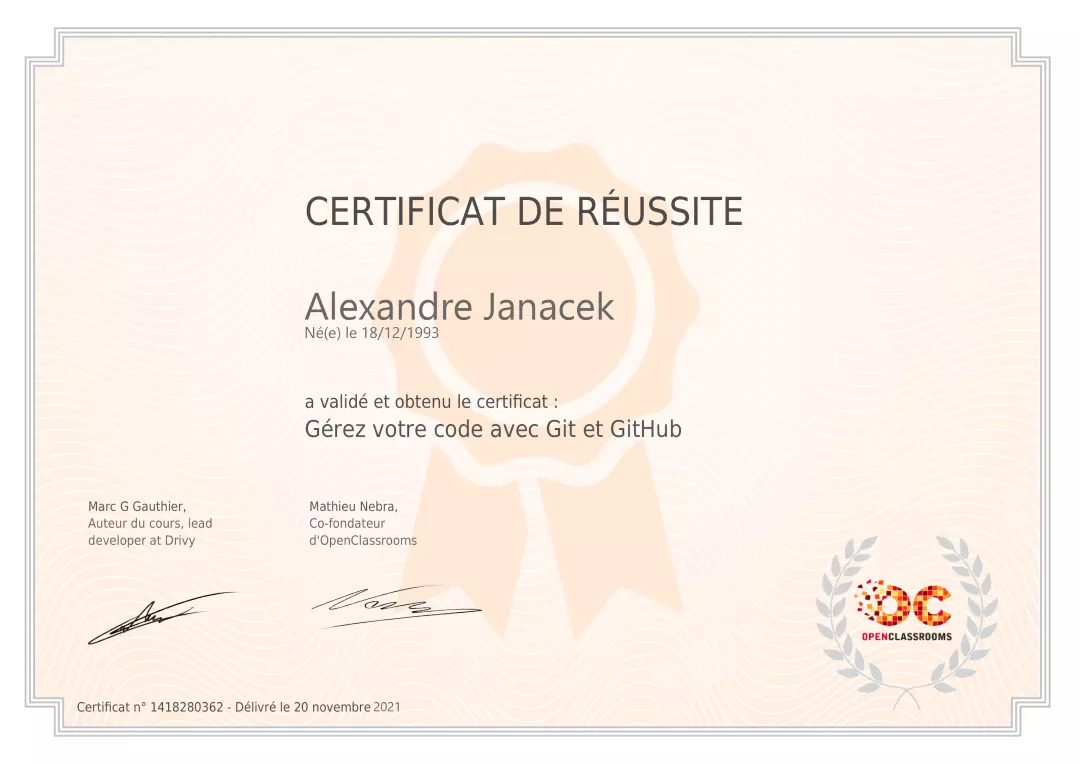 CERTIFICAT DE RÉUSSITE
Alexandre Janacek
Né(e) le 18/12/1993
a validé et obtenu le certificat :
Gérez votre code avec Git et GitHub
Marc G Gauthier,
Auteur du cours, lead
developer at Drivy
Mathieu Nebra,
Co-fondateur
d'OpenClassrooms
OPENCLASSROOMS
Certificat n° 1418280362 - Délivré le 20 novembre 2021